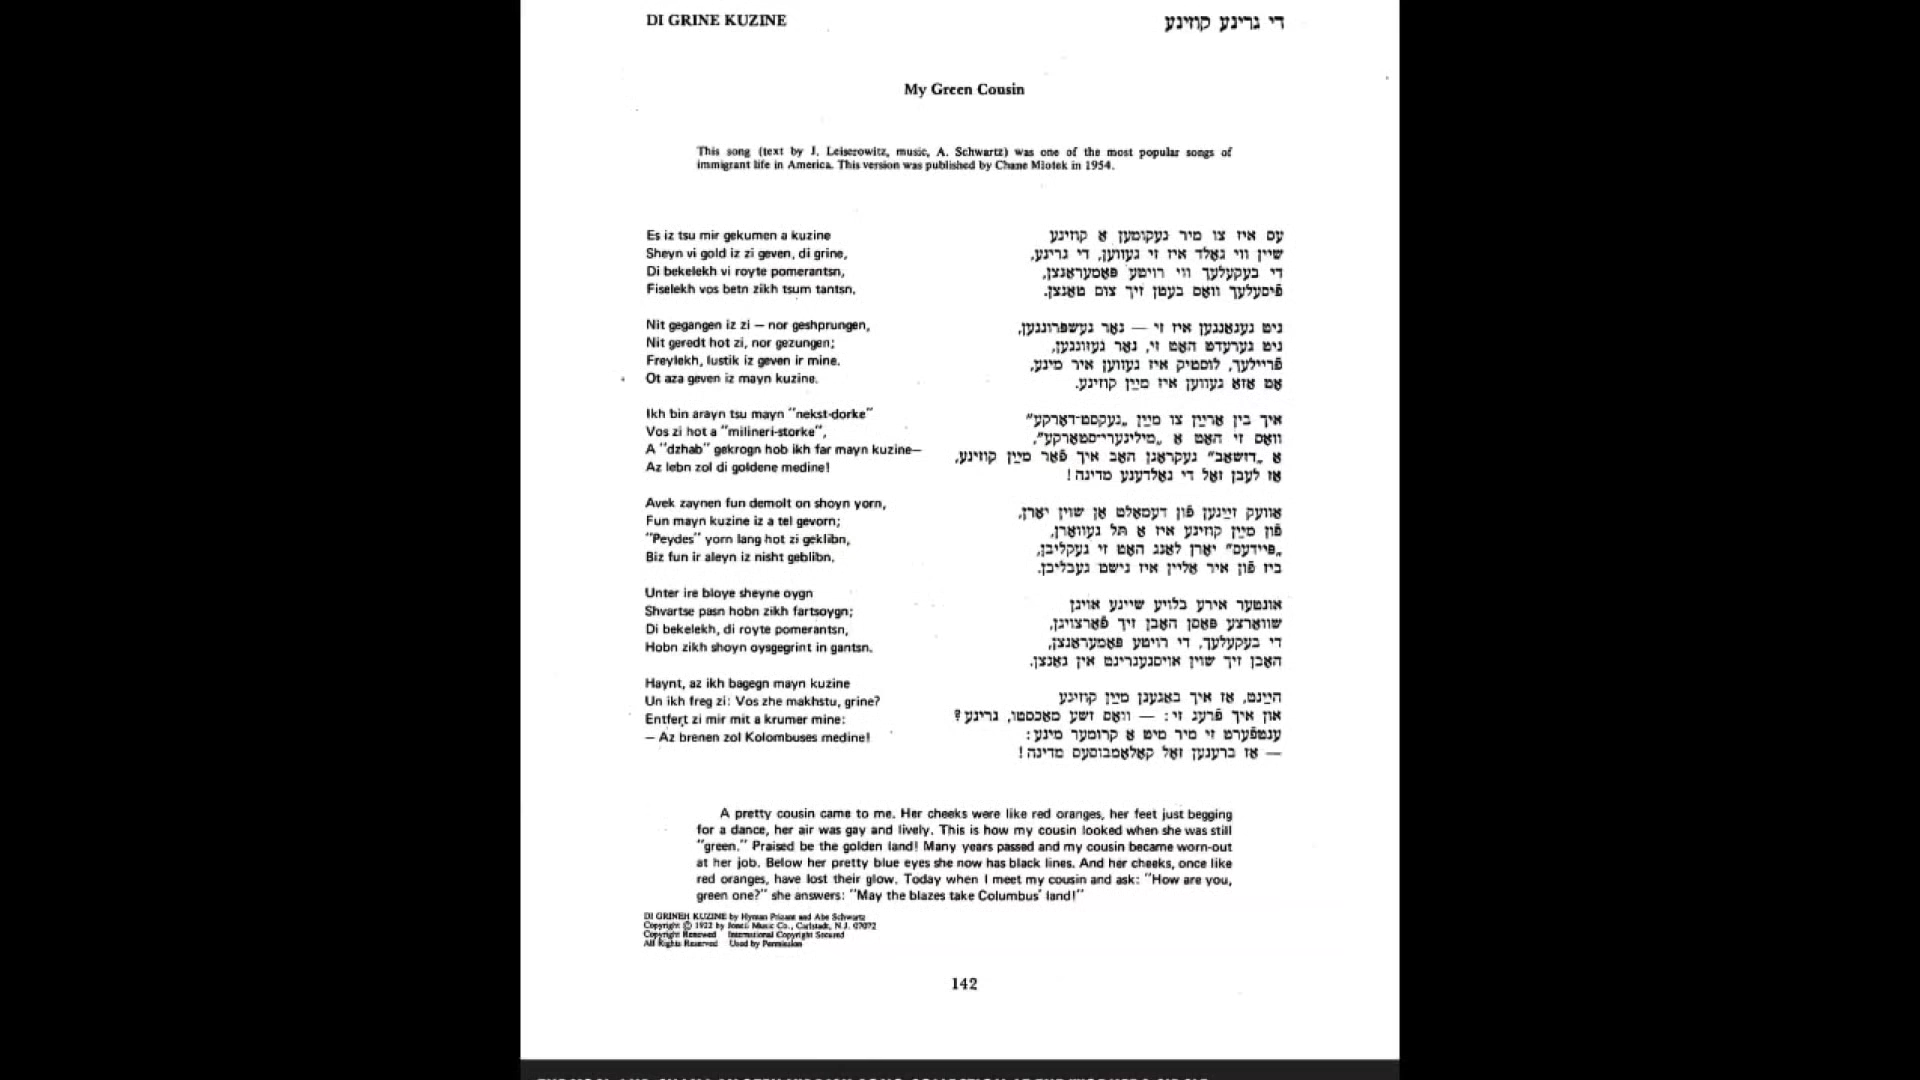 DI GRINE KUZINE
די גרינע קוזינע
My Green Cousin
This song (text by J. Leiserowitz, music, A. Schwartz) was one of the most popular songs of
immigrant life in America. This version was published by Chane Mlotek in 1954.
Es iz tsu mir gekumen a kuzine
Sheyn vi gold iz zi geven, di grine,
Di bekelekh vi royte pomerantsn,
Fiselekh vos betn zikh tsum tantsn.
Nit gegangen iz zi — nor geshprungen,
Nit geredt hot zi, nor gezungen;
Freylekh, lustik iz geven ir mine.
Ot aza geven iz mayn kuzine.
Ikh bin arayn tsu mayn "nekst-dorke"
Vos zi hot a "milineri-storke",
A "dzhab" gekrogn hob ikh far mayn kuzine—
Az lebn zol di goldene medine!
Avek zaynen fun demolt on shoyn yorn,
Fun mayn kuzine iz a tel gevorn;
"Peydes" yorn lang hot zi geklibn,
Biz fun ir aleyn iz nisht geblibn.
Unter ire bloye sheyne oygn
Shvartse pasn hobn zikh fartsoygn;
Di bekelekh, di royte pomerantsn,
Hobn zikh shoyn oysgegrint in gantsn.
Haynt, az ikh bagegn mayn kuzine
Un ikh freg zi: Vos zhe makhstu, grine?
Entfert zi mir mit a krumer mine:
— Az brenen zol Kolombuses medine!
עס איז צו מיר געקומען אַ קוזינע
שיין ווי גאָלד איז זי געווען, די גרינע,
די בעקעלעך ווי רויטע פּאָמעראַנצן,
פֿיסעלעך וואָס בעטן זיך צום טאַנצן.
ניט געגאַנגען איז זי — נאָר געשפּרונגען,
ניט גערעדט האָט זי, נאָר געזונגען,
פֿריילעך, לוסטיק איז געווען איר מינע,
אָט אַזאַ געווען איז מײַן קוזינע.
איך בין אַרײַן צו מײַן „נעקסט־דאָרקע"
וואָס זי האָט אַ „מילינערי־סטאָרקע",
אַ „דזשאַב" געקראָגן האָב איך פֿאַר מײַן קוזינע,
אַז לעבן זאָל די גאָלדענע מדינה!
אַוועק זײַנען פֿון דעמאָלט אָן שוין יאָרן,
פֿון מײַן קוזינע איז אַ תּל געוואָרן,
„פּיידעס" יאָרן לאַנג האָט זי געקליבן,
ביז פֿון איר אַליין איז נישט געבליבן.
אונטער אירע בלויע שיינע אויגן
שוואַרצע פּאַסן האָבן זיך פֿאַרצויגן,
די בעקעלעך, די רויטע פּאָמעראַנצן,
האָבן זיך שוין אויסגעגרינט אין גאַנצן.
הײַנט, אַז איך באַגעגן מײַן קוזינע
און איך פֿרעג זי: — וואָס זשע מאַכסטו, גרינע?
ענטפֿערט זי מיר מיט אַ קרומער מינע:
— אַז ברענען זאָל קאָלאָמבוסעס מדינה!
A pretty cousin came to me. Her cheeks were like red oranges, her feet just begging
for a dance, her air was gay and lively. This is how my cousin looked when she was still
"green." Praised be the golden land! Many years passed and my cousin became worn-out
at her job. Below her pretty blue eyes she now has black lines. And her cheeks, once like
red oranges, have lost their glow. Today when I meet my cousin and ask: "How are you,
green one?" she answers: "May the blazes take Columbus' land!"
DI GRINEH KUZINE by Hyman Prizant and Abe Schwartz
Copyright © 1922 by Music Co., Carlstadt, N.J. 07072
Copyright Renewed International Copyright Secured
All Rights Reserved Used by Permission
142